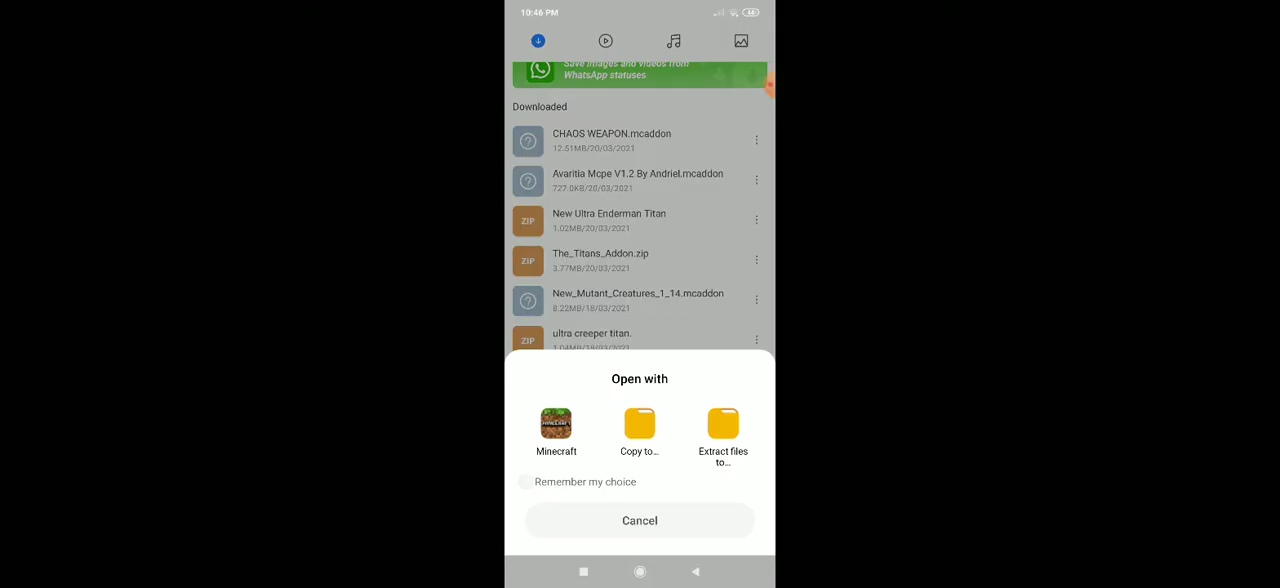 10:46 PM
44
Save images and videos from
WhatsApp statuses
Downloaded
CHAOS WEAPON.mcaddon
12.51MB/20/03/2021
Avaritia Mcpe V1.2 By Andriel.mcaddon
727.0KB/20/03/2021
ZIP
New Ultra Enderman Titan
1.02MB/20/03/2021
ZIP
The_Titans_Addon.zip
3.77MB/20/03/2021
New_Mutant_Creatures_1_14.mcaddon
8.22MB/18/03/2021
ZIP
ultra creeper titan.
1.04MB/18/03/2021
Open with
MINECRAFT
Minecraft
Copy to...
Extract files
to...
Remember my choice
Cancel